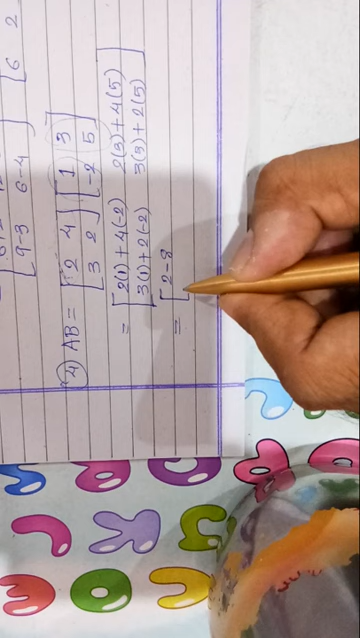 [9-3 6-4] [6 2
④ AB = [2 4] [1 3]
[3 2] [-2 5]
= [2(1)+4(-2) 2(3)+4(5)]
[3(1)+2(-2) 3(3)+2(5)]
= [2-8